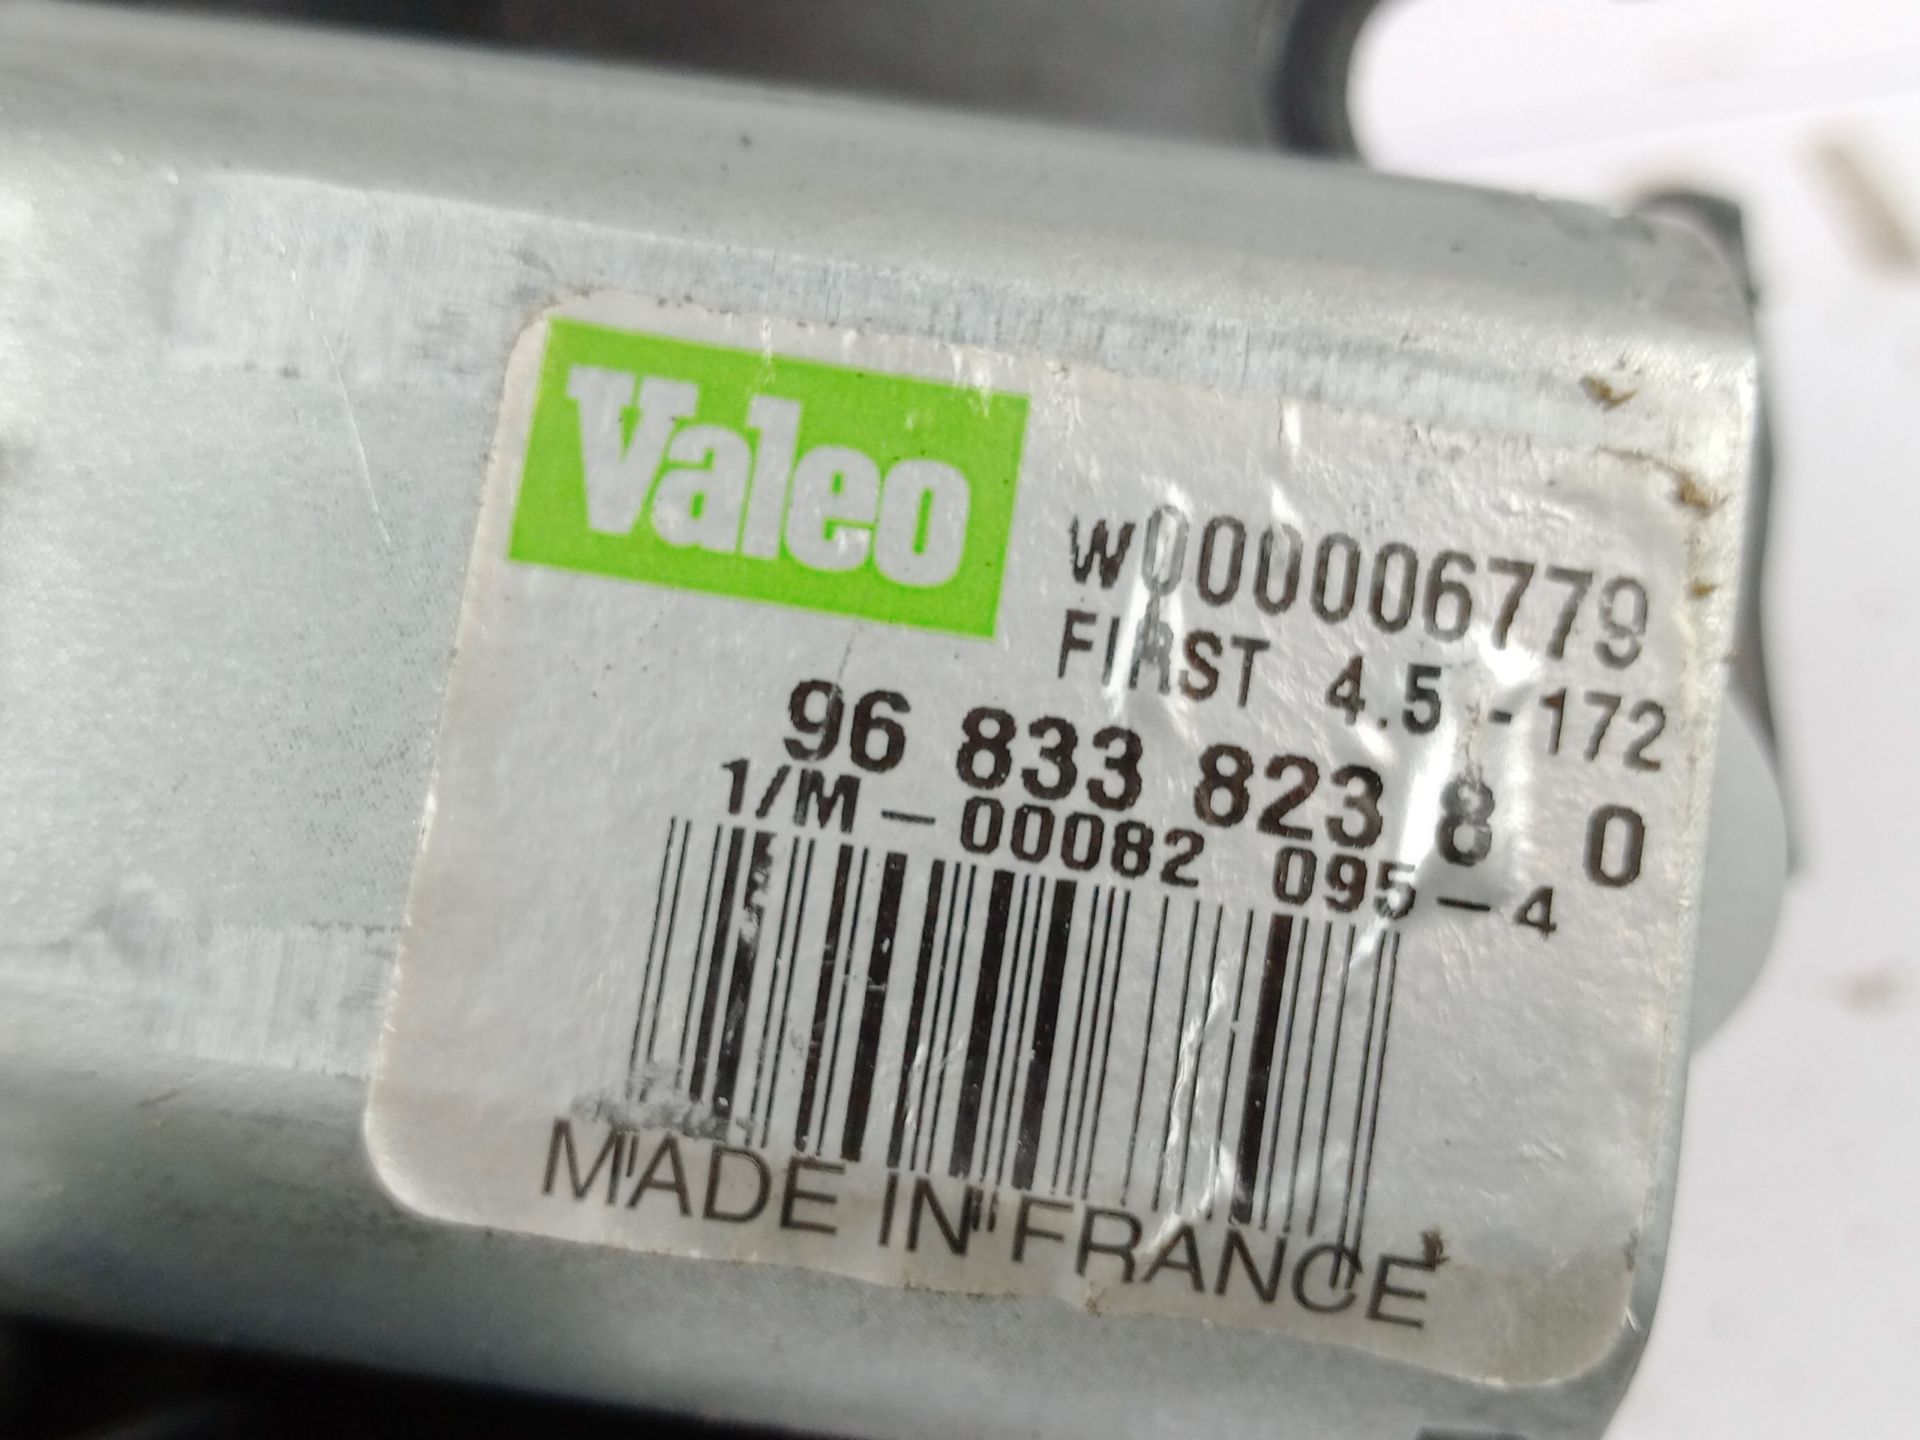 Valeo
W000006779
FIRST 4.5 -172
96 833 823 8 0
1/M - 00082 095 - 4
MADE IN FRANCE